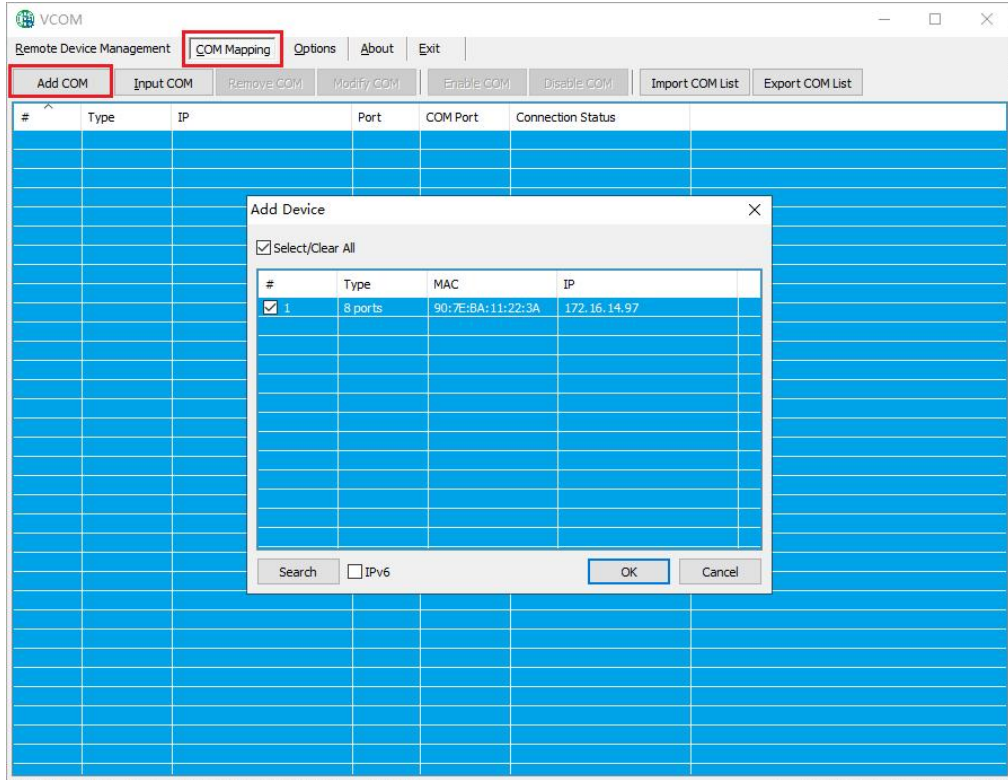 VCOM
Remote Device Management COM Mapping Options About Exit
Add COM Input COM Remove COM Modify COM Enable COM Disable COM Import COM List Export COM List
# Type IP Port COM Port Connection Status
Add Device
Select/Clear All
# Type MAC IP
1 8 ports 90:7E:BA:11:22:3A 172.16.14.97
Search IPv6 OK Cancel